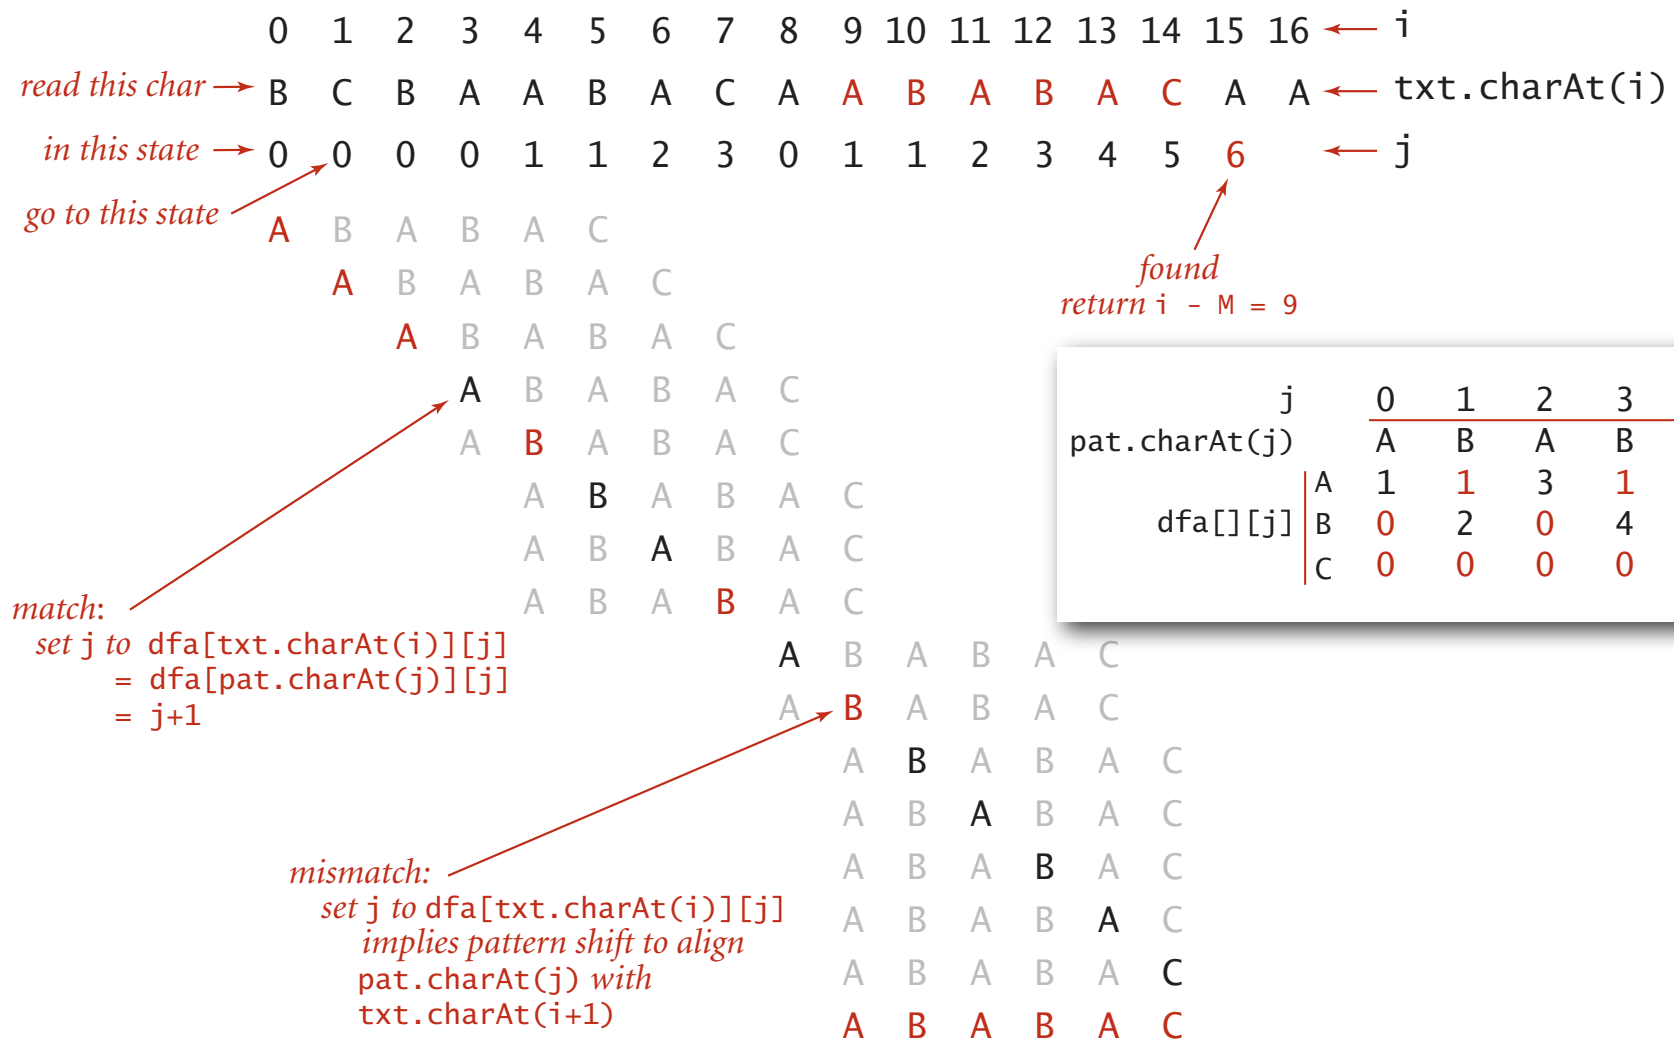 0 1 2 3 4 5 6 7 8 9 10 11 12 13 14 15 16 ← i
read this char → B C B A A B A C A A B A B A C A A ← txt.charAt(i)
in this state → 0 0 0 0 1 1 2 3 0 1 1 2 3 4 5 6 ← j
go to this state
A B A B A C
A B A B A C
found
return i - M = 9
A B A B A C
A B A B A C
A B A B A C
A B A B A C
A B A B A C
A B A B A C
j 0 1 2 3
pat.charAt(j) A B A B
A 1 1 3 1
dfa[][j] B 0 2 0 4
C 0 0 0 0
match:
set j to dfa[txt.charAt(i)][j]
= dfa[pat.charAt(j)][j]
= j+1
A B A B A C
A B A B A C
A B A B A C
A B A B A C
A B A B A C
A B A B A C
A B A B A C
A B A B A C
mismatch:
set j to dfa[txt.charAt(i)][j]
implies pattern shift to align
pat.charAt(j) with
txt.charAt(i+1)